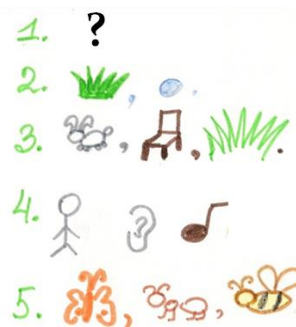 1. ?
2. , .
3. , , .
4.
5. , ,